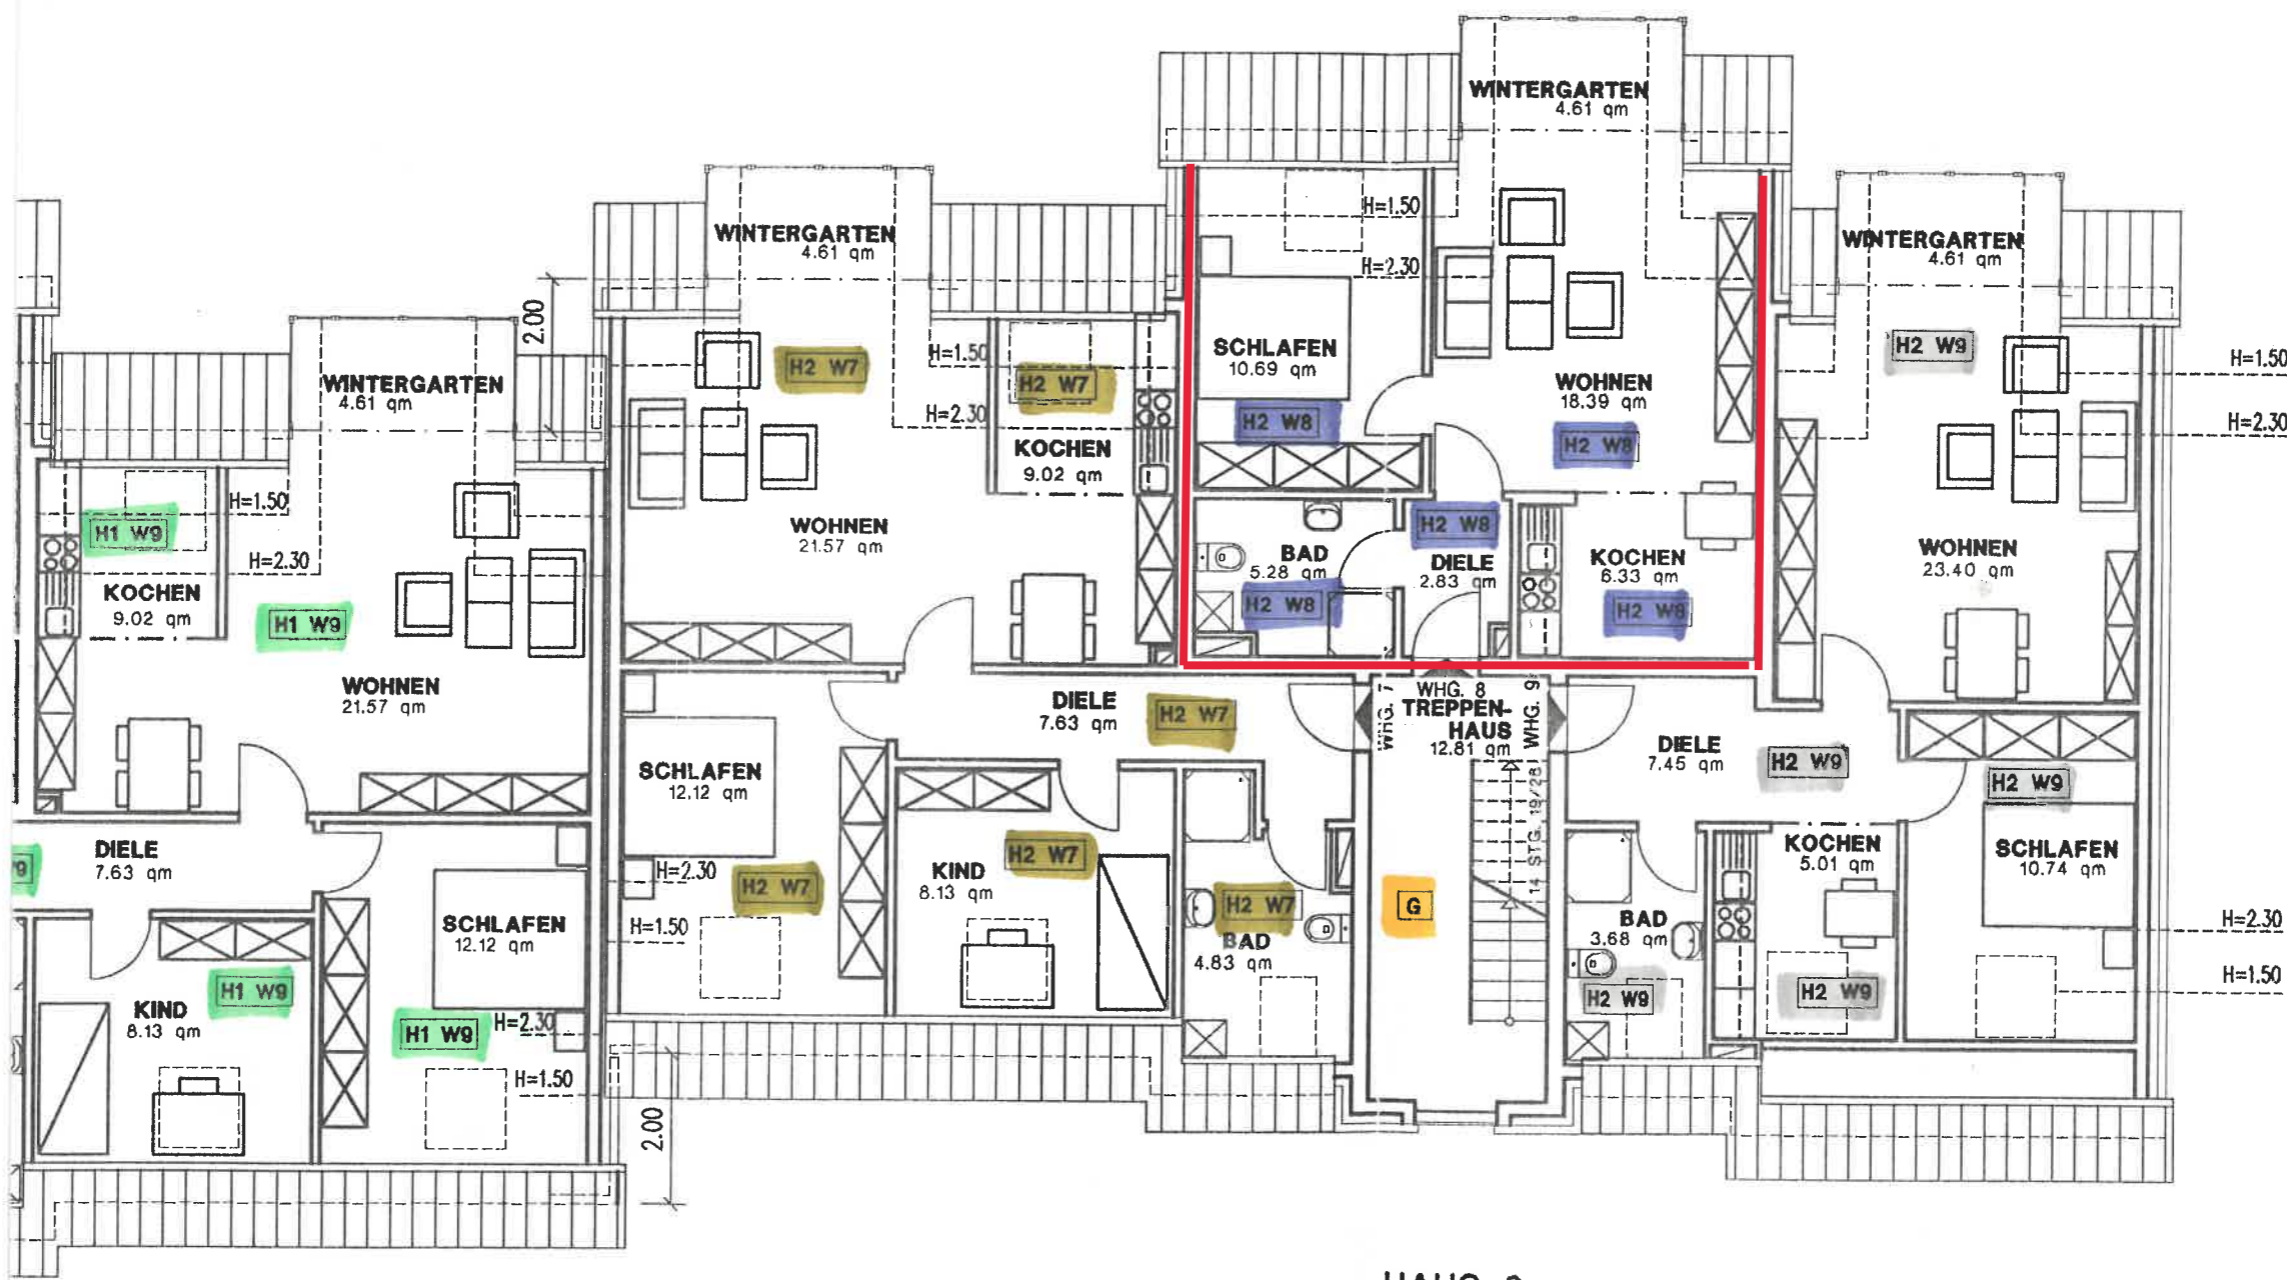 WINTERGARTEN
4.61 qm
H=1.50
H=2.30
SCHLAFEN
10.69 qm
H2 W8
WOHNEN
18.39 qm
H2 W8
H2 W8
BAD
5.28 qm
H2 W8
DIELE
2.83 qm
KOCHEN
6.33 qm
H2 W8
WINTERGARTEN
4.61 qm
H2 W9
H=1.50
H=2.30
WOHNEN
23.40 qm
DIELE
7.45 qm
H2 W9
H2 W9
SCHLAFEN
10.74 qm
KOCHEN
5.01 qm
H2 W9
BAD
3.68 qm
H2 W9
H=2.30
H=1.50
WINTERGARTEN
4.61 qm
2.00
H2 W7
H=1.50
H2 W7
H=2.30
KOCHEN
9.02 qm
WOHNEN
21.57 qm
DIELE
7.63 qm
H2 W7
SCHLAFEN
12.12 qm
H=2.30
H2 W7
H=1.50
KIND
8.13 qm
H2 W7
H2 W7
BAD
4.83 qm
WHG. 7
WHG. 8
WHG. 9
TREPPEN-
HAUS
12.81 qm
14 STG. 19/28
G
WINTERGARTEN
4.61 qm
H=1.50
H1 W9
H=2.30
KOCHEN
9.02 qm
H1 W9
WOHNEN
21.57 qm
DIELE
7.63 qm
SCHLAFEN
12.12 qm
H1 W9
KIND
8.13 qm
H1 W9
H=2.30
H=1.50
2.00